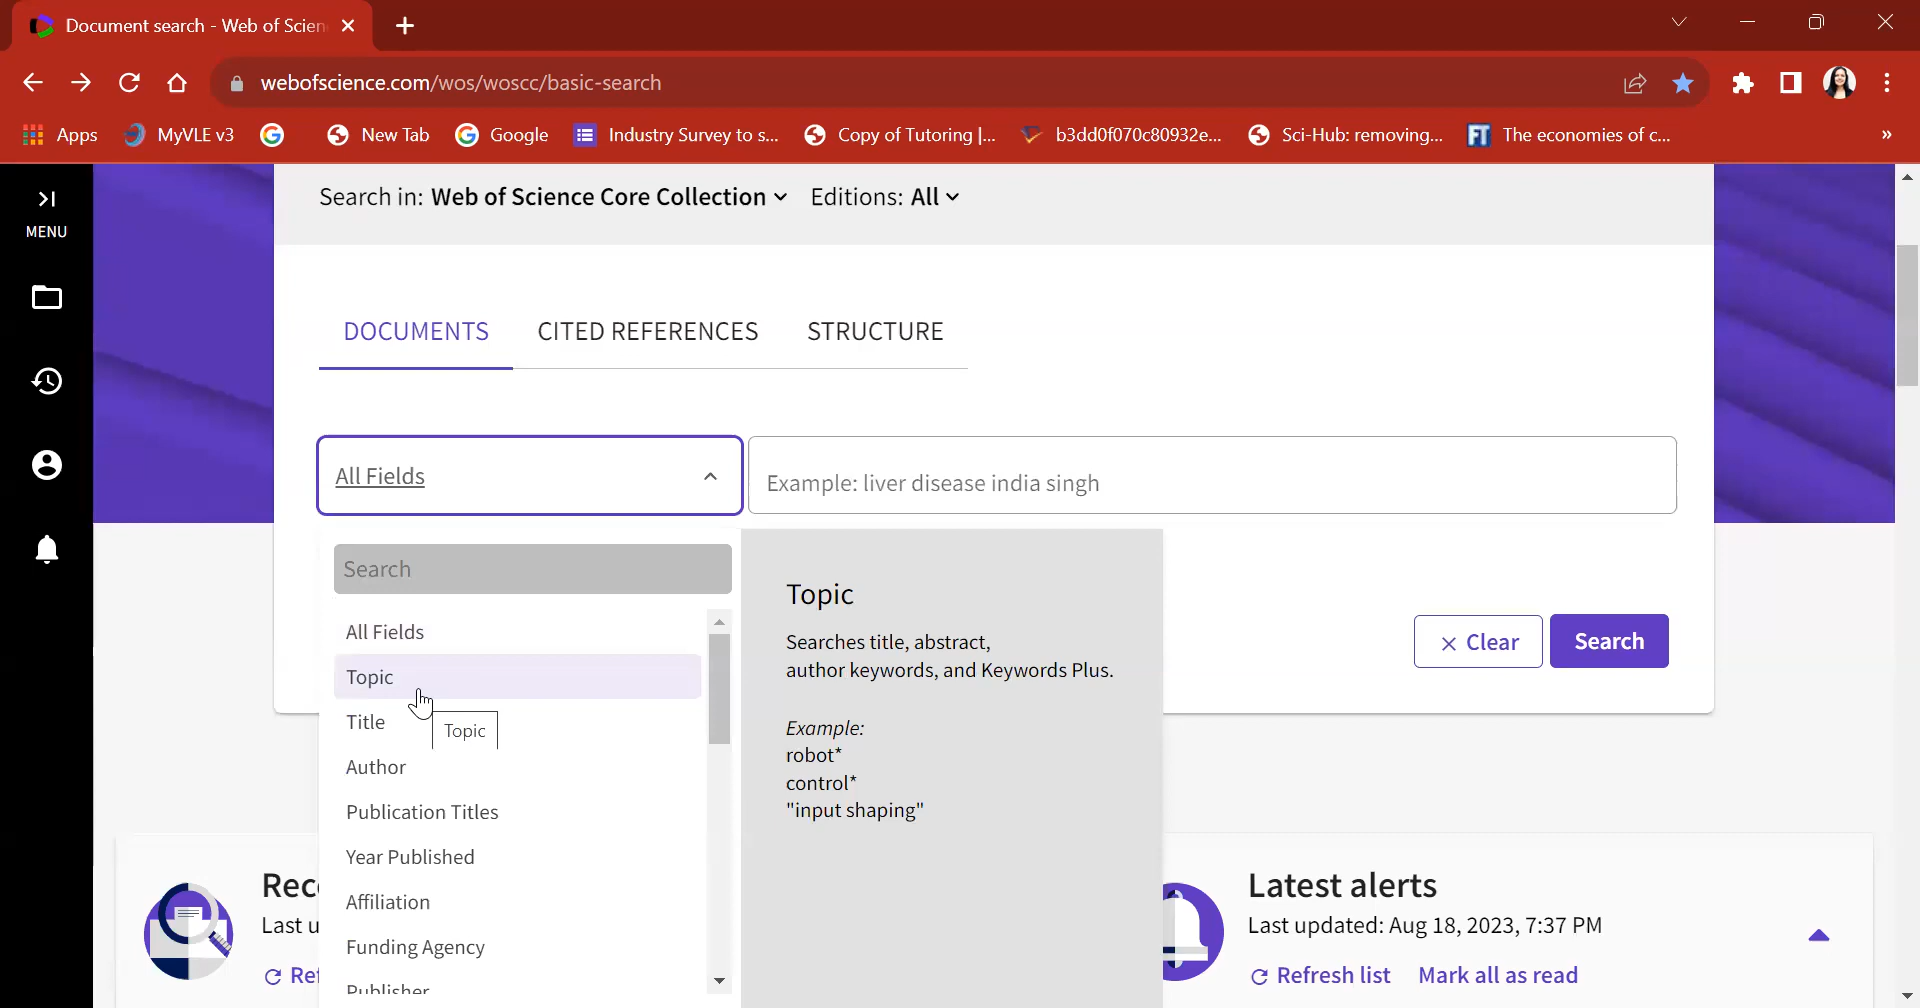 Document search - Web of Scien
webofscience.com/wos/woscc/basic-search
Apps
MyVLE v3
New Tab
Google
Industry Survey to s...
Copy of Tutoring |...
b3dd0f070c80932e...
Sci-Hub: removing...
FT The economies of c...
»
MENU
Search in: Web of Science Core Collection Editions: All
DOCUMENTS CITED REFERENCES STRUCTURE
All Fields
Example: liver disease india singh
Search
All Fields
Topic
Title
Topic
Author
Publication Titles
Year Published
Affiliation
Funding Agency
Publisher
Topic
Searches title, abstract,
author keywords, and Keywords Plus.
Example:
robot*
control*
"input shaping"
× Clear
Search
Rec
Last u
Ref
Latest alerts
Last updated: Aug 18, 2023, 7:37 PM
Refresh list Mark all as read